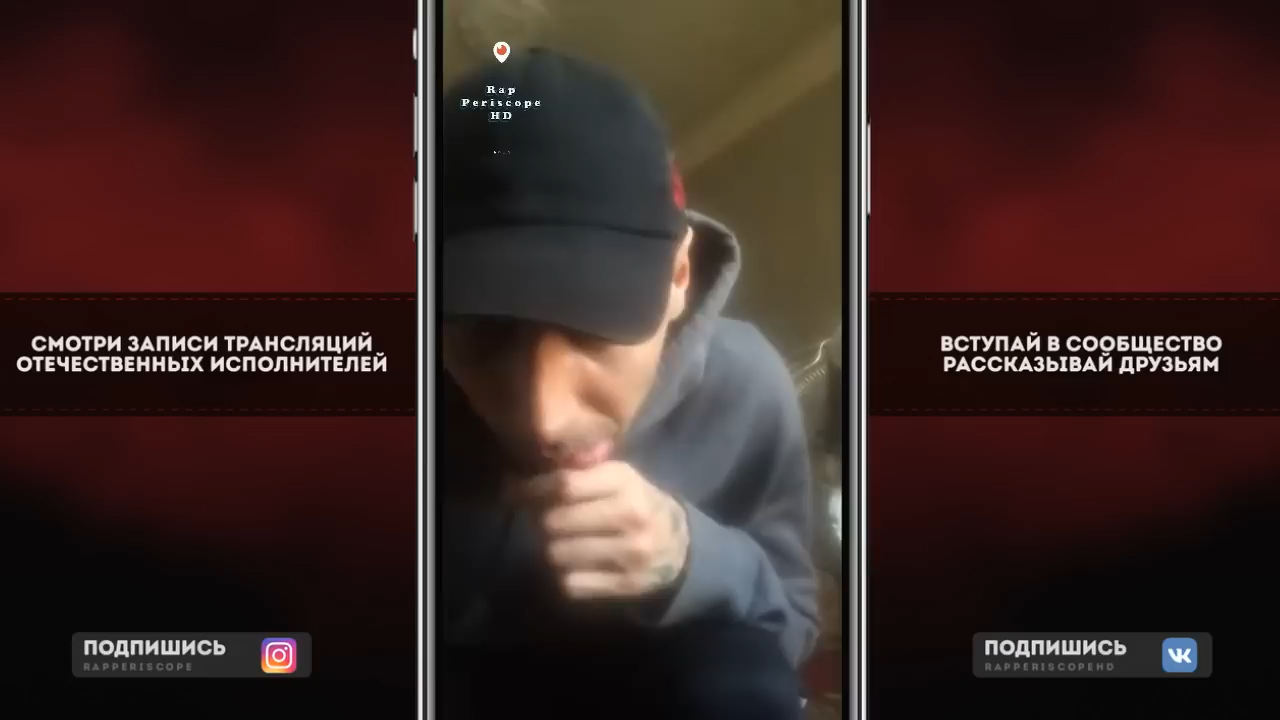 Rap
Periscope
HD
СМОТРИ ЗАПИСИ ТРАНСЛЯЦИЙ
ОТЕЧЕСТВЕННЫХ ИСПОЛНИТЕЛЕЙ
ВСТУПАЙ В СООБЩЕСТВО
РАССКАЗЫВАЙ ДРУЗЬЯМ
ПОДПИШИСЬ
RAPPERISCOPE
ПОДПИШИСЬ
RAPPERISCOPEHD